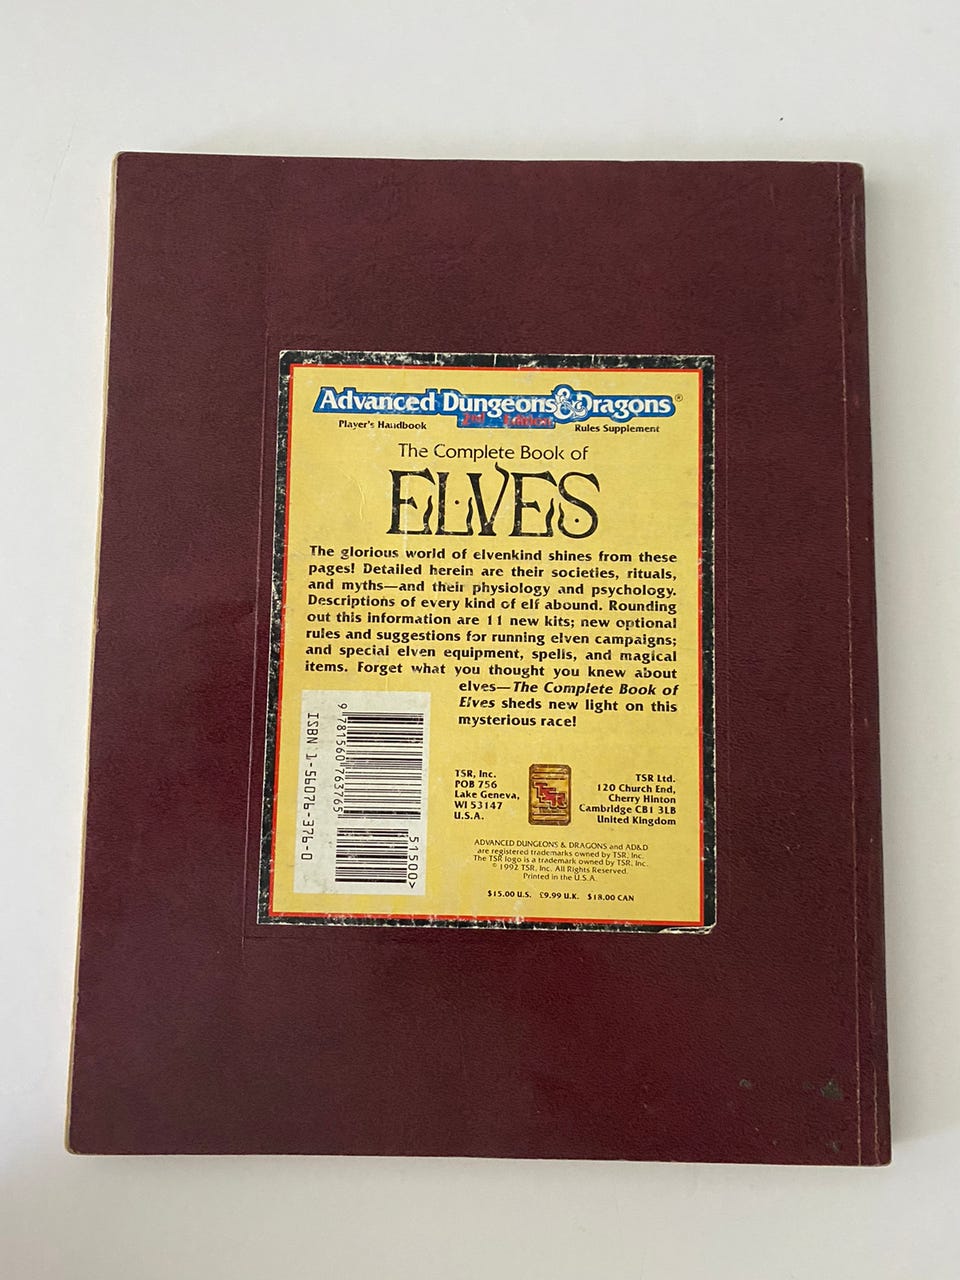 Advanced Dungeons & Dragons®
2nd Edition
Player's Handbook Rules Supplement
The Complete Book of
ELVES
The glorious world of elvenkind shines from these
pages! Detailed herein are their societies, rituals,
and myths—and their physiology and psychology.
Descriptions of every kind of elf abound. Rounding
out this information are 11 new kits; new optional
rules and suggestions for running elven campaigns;
and special elven equipment, spells, and magical
items. Forget what you thought you knew about
elves—The Complete Book of
Elves sheds new light on this
mysterious race!
ISBN 1-56076-376-0
9 781560 763765
51500>
TSR, Inc.
POB 756
Lake Geneva,
WI 53147
U.S.A.
TSR
TSR Ltd.
120 Church End,
Cherry Hinton
Cambridge CB1 3LB
United Kingdom
ADVANCED DUNGEONS & DRAGONS and AD&D
are registered trademarks owned by TSR, Inc.
The TSR logo is a trademark owned by TSR, Inc.
© 1992 TSR, Inc. All Rights Reserved.
Printed in the U.S.A.
$15.00 U.S. £9.99 U.K. $18.00 CAN